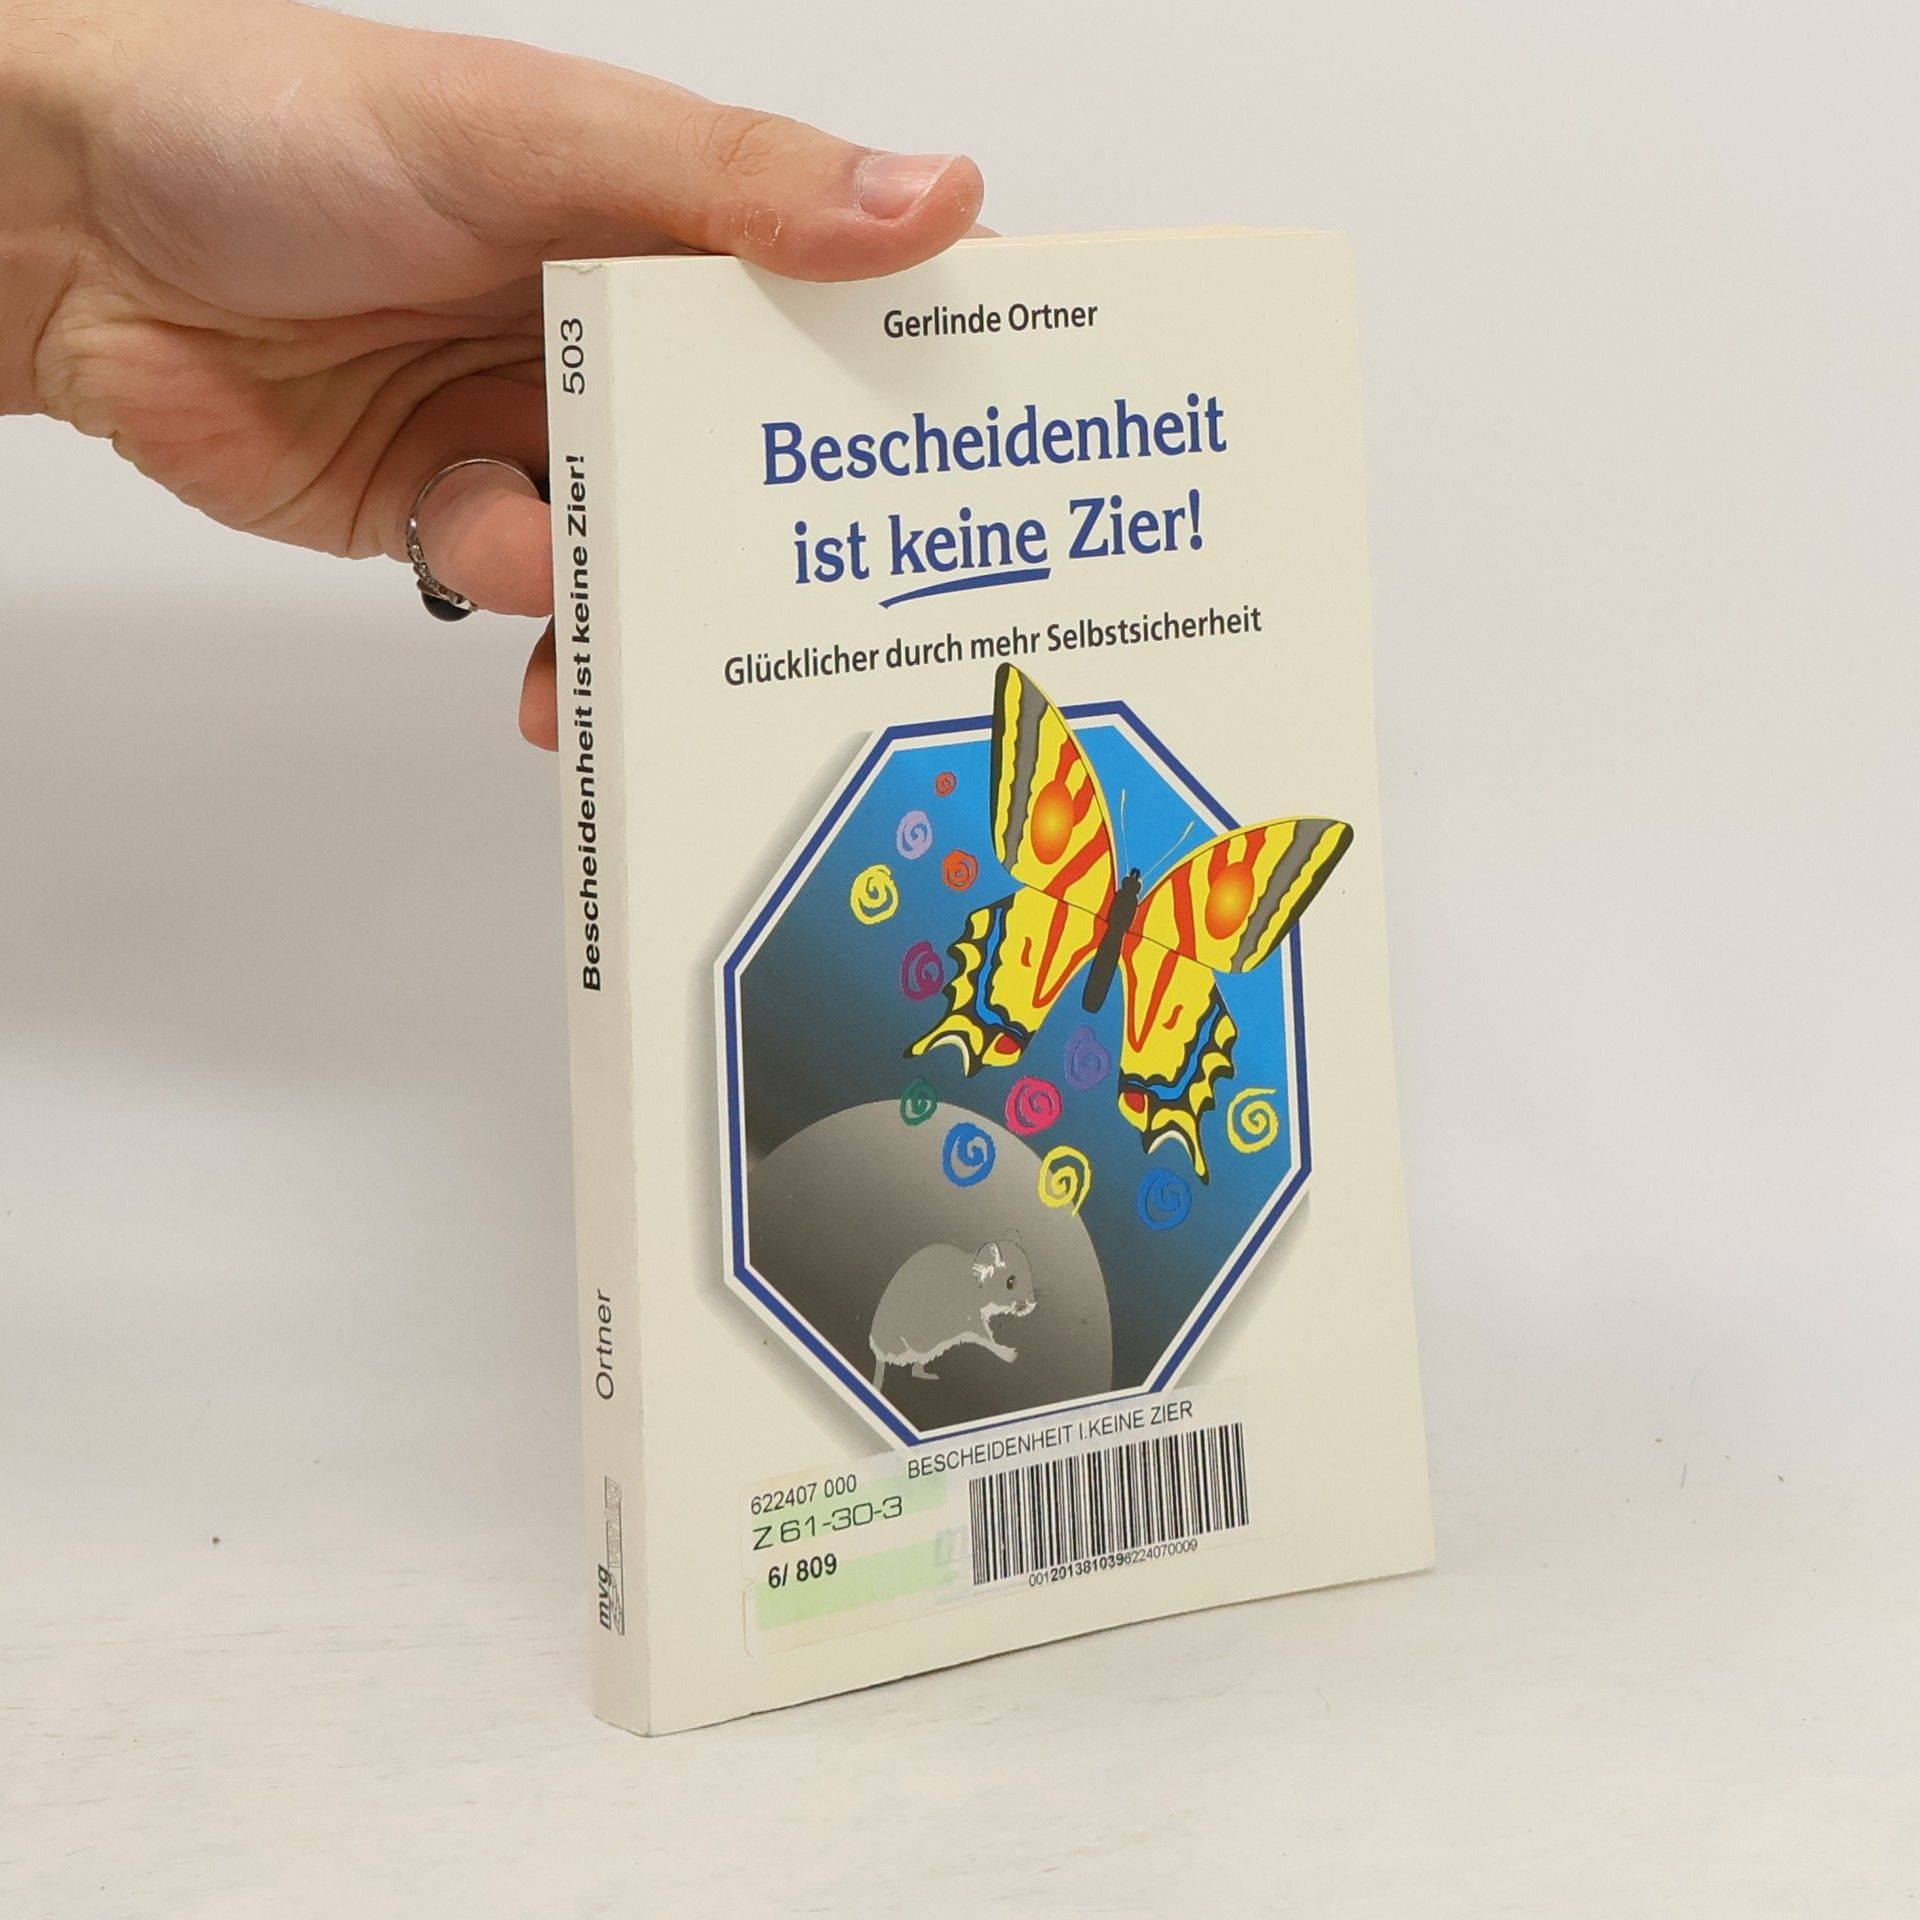 Gerlinde Ortner
Bescheidenheit
ist keine Zier!
Glücklicher durch mehr Selbstsicherheit
BESCHEIDENHEIT I.KEINE ZIER
622407 000
Z 61-30-3
6/ 809
0012013810396224070009
503
Bescheidenheit ist keine Zier!
Ortner
mvg